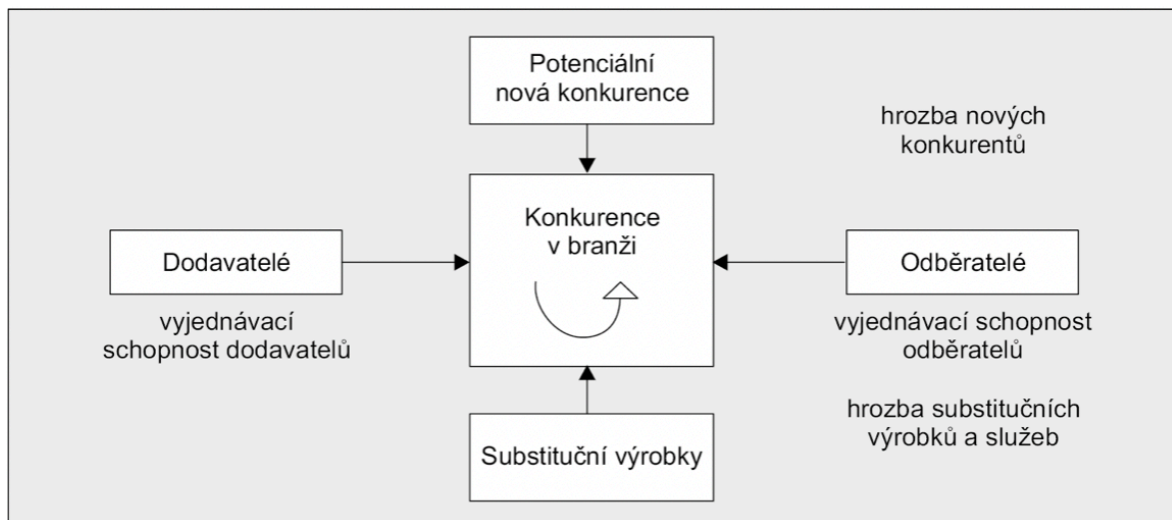 Potenciální
nová konkurence
hrozba nových
konkurentů
Konkurence
v branži
Dodavatelé
Odběratelé
vyjednávací
schopnost dodavatelů
vyjednávací schopnost
odběratelů
hrozba substitučních
výrobků a služeb
Substituční výrobky